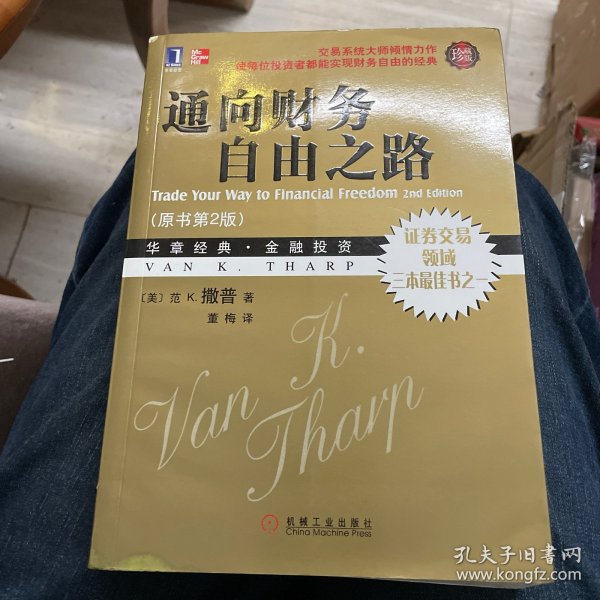 Mc
Graw
Hill
交易系统大师倾情力作
使每位投资者都能实现财务自由的经典
珍藏版
通向财务
自由之路
Trade Your Way to Financial Freedom 2nd Edition
(原书第2版)
华章经典·金融投资
VAN K. THARP
证券交易
领域
三本最佳书之一
〔美〕范 K. 撒普 著
董梅 译
Van K.
Tharp
机械工业出版社
China Machine Press
孔夫子旧书网
www.kongfz.com